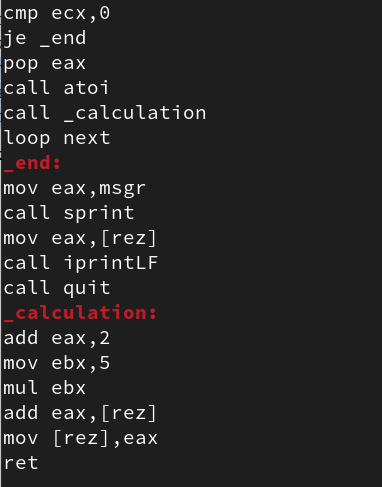 cmp ecx,0
je _end
pop eax
call atoi
call _calculation
loop next
_end:
mov eax,msgr
call sprint
mov eax,[rez]
call iprintLF
call quit
_calculation:
add eax,2
mov ebx,5
mul ebx
add eax,[rez]
mov [rez],eax
ret